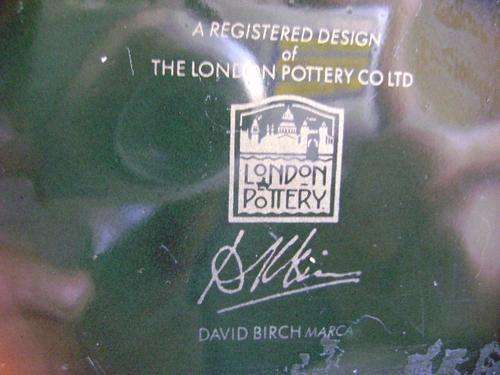 A REGISTERED DESIGN
of
THE LONDON POTTERY CO LTD
LONDON
POTTERY
DAVID BIRCH MARCA